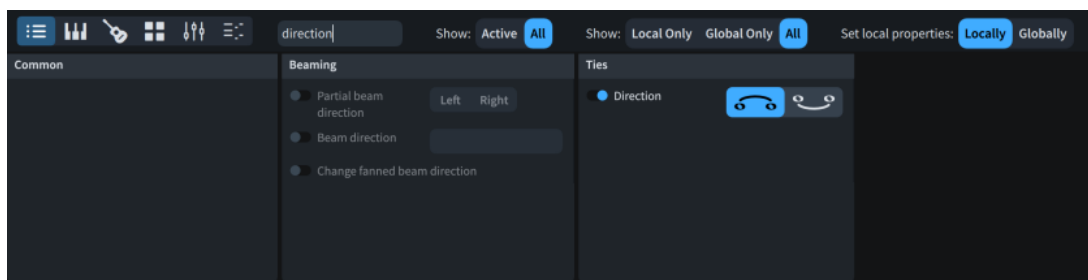 direction
Show: Active All
Show: Local Only Global Only All
Set local properties: Locally Globally
Common
Beaming
Partial beam
direction
Left Right
Beam direction
Change fanned beam direction
Ties
Direction